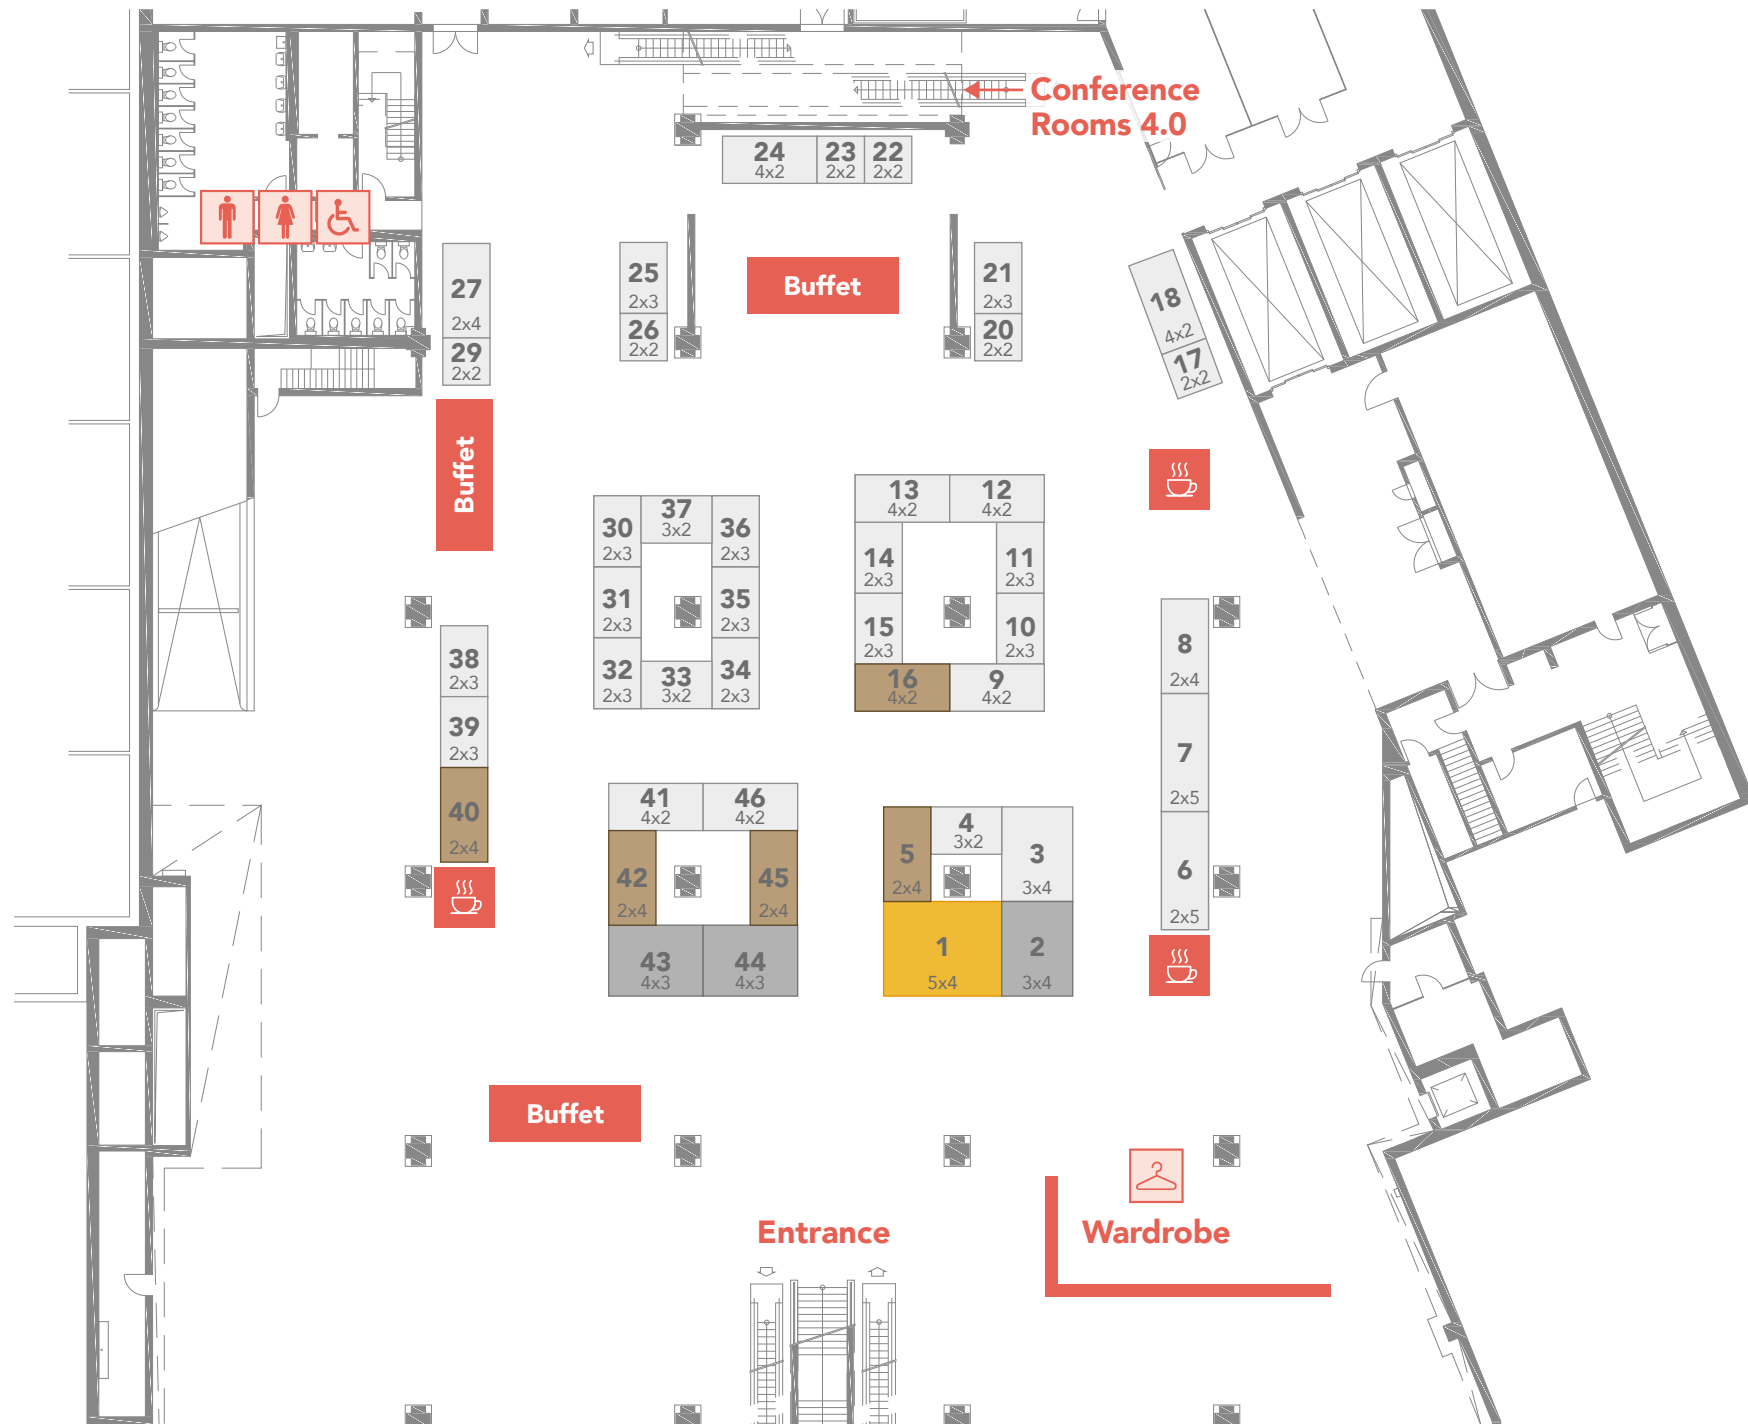 Conference
Rooms 4.0
24
4x2
23
2x2
22
2x2
27
2x4
29
2x2
25
2x3
26
2x2
Buffet
21
2x3
20
2x2
18
4x2
17
2x2
Buffet
30
2x3
37
3x2
36
2x3
31
2x3
35
2x3
32
2x3
33
3x2
34
2x3
13
4x2
12
4x2
14
2x3
11
2x3
15
2x3
10
2x3
16
4x2
9
4x2
8
2x4
7
2x5
6
2x5
38
2x3
39
2x3
40
2x4
41
4x2
46
4x2
42
2x4
45
2x4
43
4x3
44
4x3
5
2x4
4
3x2
3
3x4
1
5x4
2
3x4
Buffet
Entrance
Wardrobe